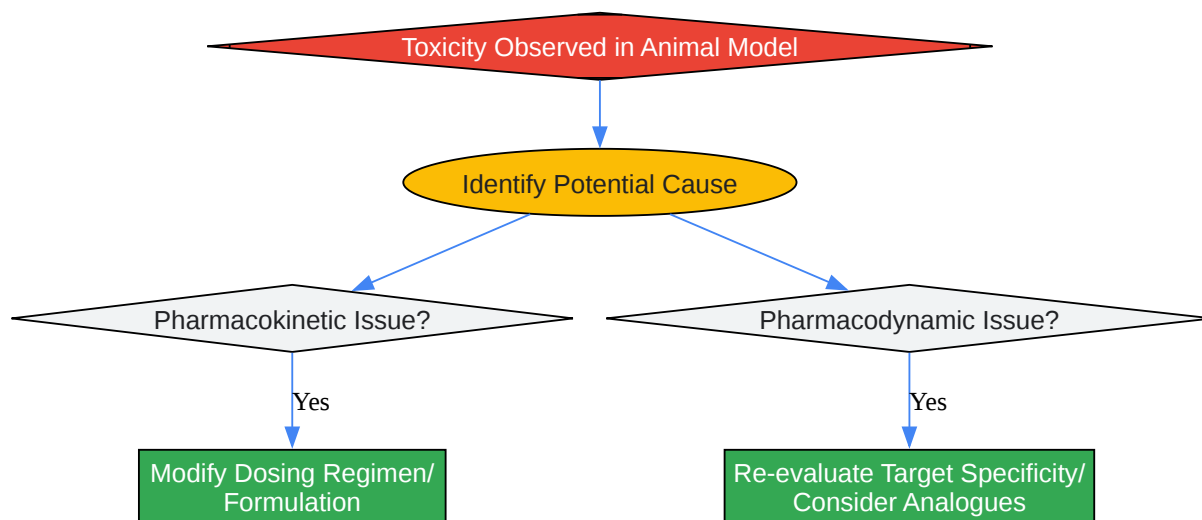 Toxicity Observed in Animal Model
Identify Potential Cause
Pharmacokinetic Issue?
Pharmacodynamic Issue?
Yes
Yes
Modify Dosing Regimen/
Formulation
Re-evaluate Target Specificity/
Consider Analogues